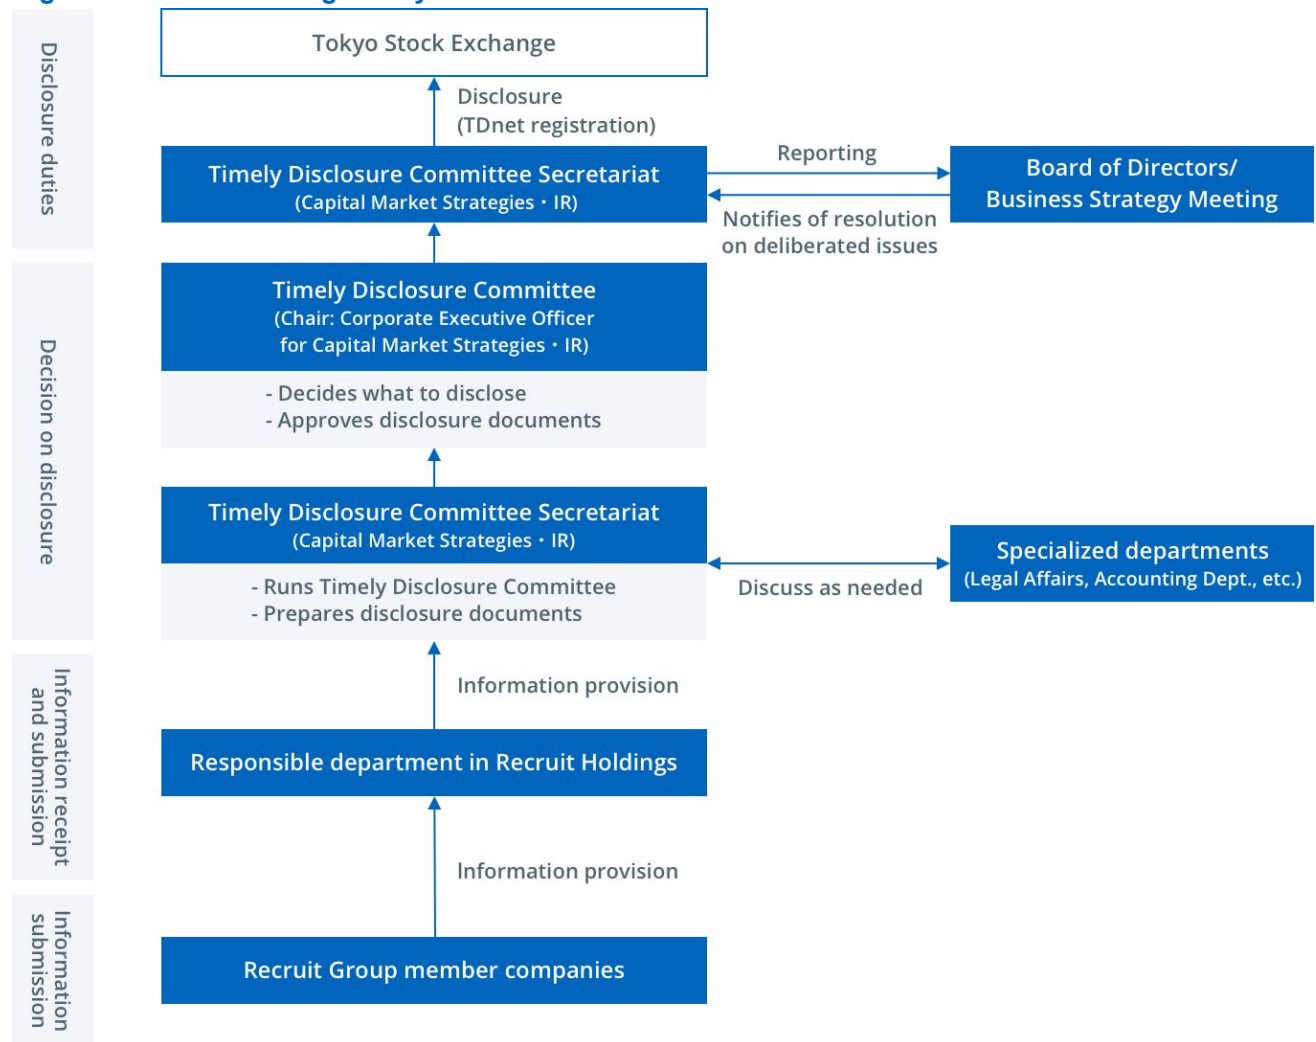 Disclosure duties
Tokyo Stock Exchange
Disclosure
(TDnet registration)
Timely Disclosure Committee Secretariat
(Capital Market Strategies・IR)
Reporting
Notifies of resolution
on deliberated issues
Board of Directors/
Business Strategy Meeting
Decision on disclosure
Timely Disclosure Committee
(Chair: Corporate Executive Officer
for Capital Market Strategies・IR)
- Decides what to disclose
- Approves disclosure documents
Timely Disclosure Committee Secretariat
(Capital Market Strategies・IR)
- Runs Timely Disclosure Committee
- Prepares disclosure documents
Discuss as needed
Specialized departments
(Legal Affairs, Accounting Dept., etc.)
Information receipt
and submission
Information provision
Responsible department in Recruit Holdings
Information provision
Information
submission
Recruit Group member companies